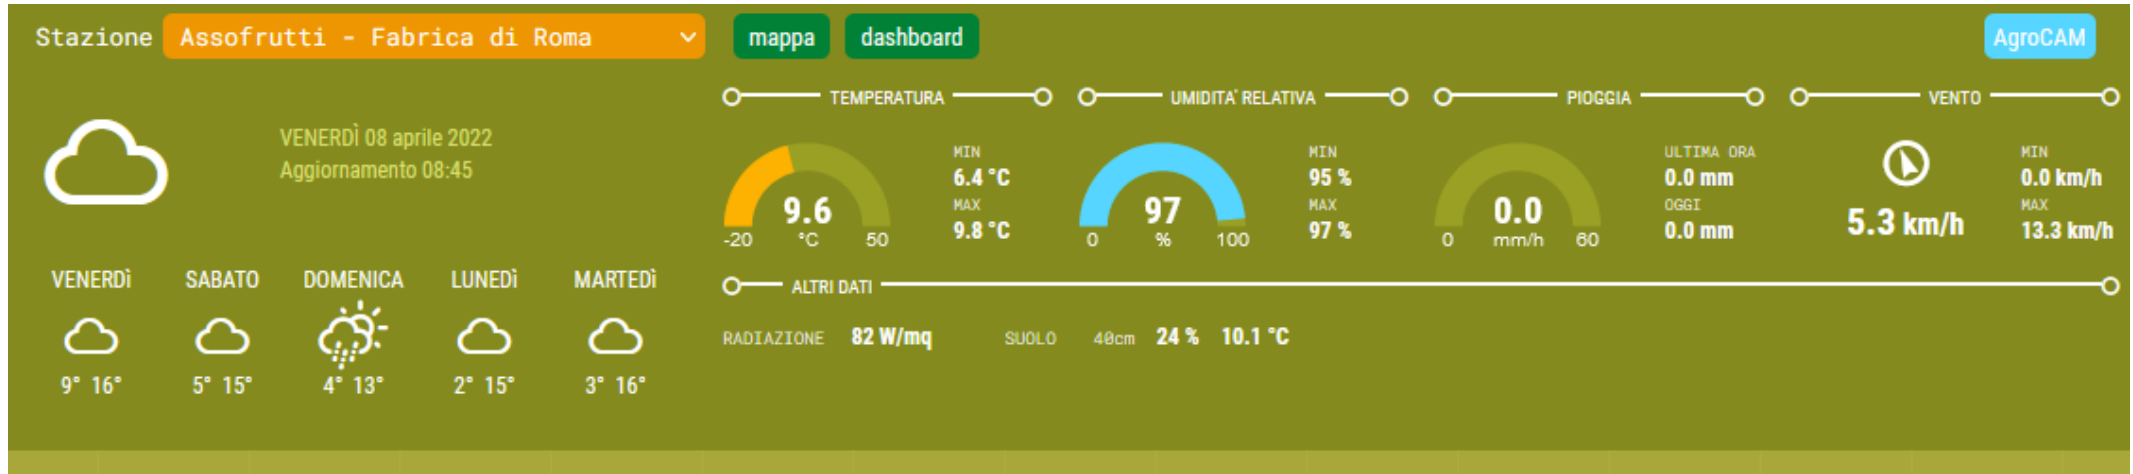 Stazione Assofrutti - Fabrica di Roma mappa dashboard AgroCAM
VENERDÌ 08 aprile 2022
Aggiornamento 08:45
VENERDì SABATO DOMENICA LUNEDì MARTEDì
9° 16° 5° 15° 4° 13° 2° 15° 3° 16°
TEMPERATURA
9.6
°C
-20 50
MIN
6.4 °C
MAX
9.8 °C
UMIDITA' RELATIVA
97
%
0 100
MIN
95 %
MAX
97 %
PIOGGIA
0.0
mm/h
0 60
ULTIMA ORA
0.0 mm
OGGI
0.0 mm
VENTO
5.3 km/h
MIN
0.0 km/h
MAX
13.3 km/h
ALTRI DATI
RADIAZIONE 82 W/mq SUOLO 40cm 24 % 10.1 °C